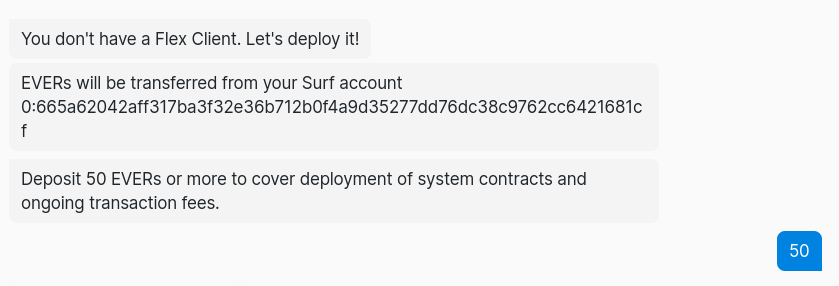 You don't have a Flex Client. Let's deploy it!
EVERs will be transferred from your Surf account
0:665a62042aff317ba3f32e36b712b0f4a9d35277dd76dc38c9762cc6421681c
f
Deposit 50 EVERs or more to cover deployment of system contracts and
ongoing transaction fees.
50